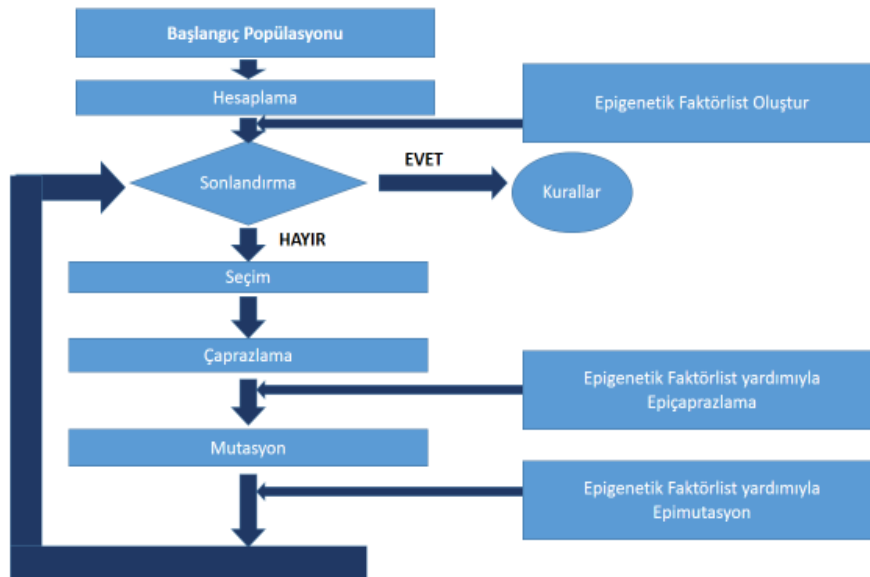 Başlangıç Popülasyonu
Hesaplama
Epigenetik Faktörlist Oluştur
Sonlandırma
EVET
Kurallar
HAYIR
Seçim
Çaprazlama
Epigenetik Faktörlist yardımıyla
Epiçaprazlama
Mutasyon
Epigenetik Faktörlist yardımıyla
Epimutasyon